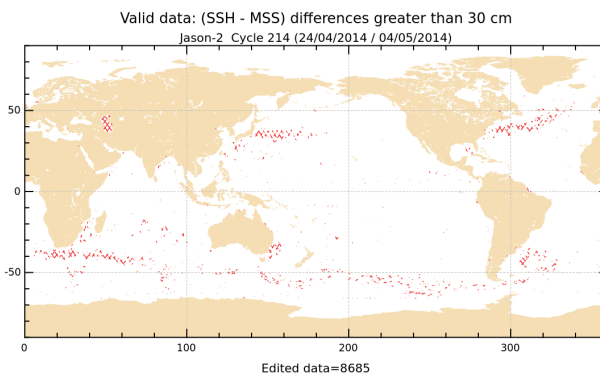 Valid data: (SSH - MSS) differences greater than 30 cm
Jason-2 Cycle 214 (24/04/2014 / 04/05/2014)
50
0
-50
0 100 200 300
Edited data=8685